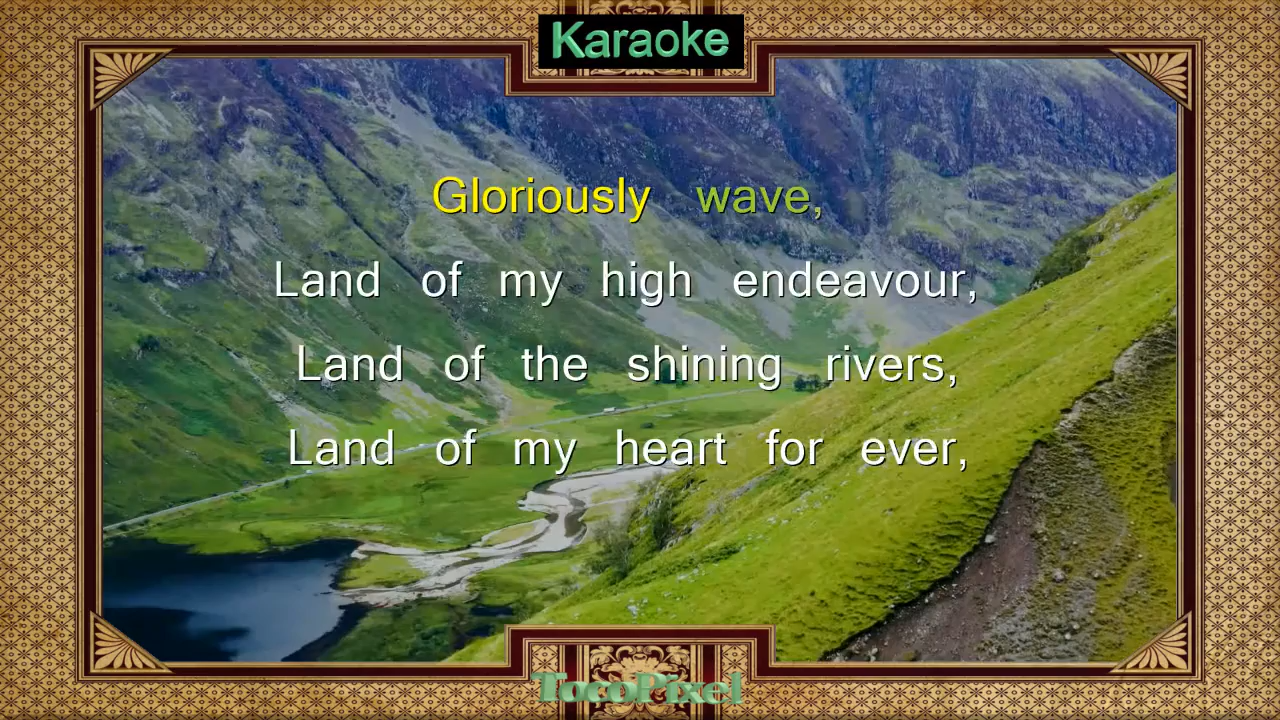 Karaoke
Gloriously wave,
Land of my high endeavour,
Land of the shining rivers,
Land of my heart for ever,
TocoPixel